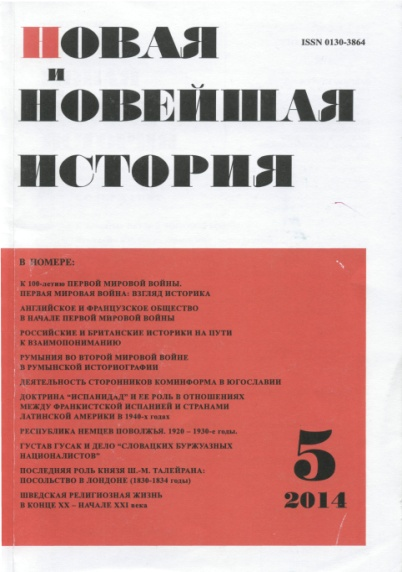 НОВАЯ
ISSN 0130-3864
и
НОВЕЙШАЯ
ИСТОРИЯ
В НОМЕРЕ:
К 100-летию ПЕРВОЙ МИРОВОЙ ВОЙНЫ.
ПЕРВАЯ МИРОВАЯ ВОЙНА: ВЗГЛЯД ИСТОРИКА
АНГЛИЙСКОЕ И ФРАНЦУЗСКОЕ ОБЩЕСТВО
В НАЧАЛЕ ПЕРВОЙ МИРОВОЙ ВОЙНЫ
РОССИЙСКИЕ И БРИТАНСКИЕ ИСТОРИКИ НА ПУТИ
К ВЗАИМОПОНИМАНИЮ
РУМЫНИЯ ВО ВТОРОЙ МИРОВОЙ ВОЙНЕ
В РУМЫНСКОЙ ИСТОРИОГРАФИИ
ДЕЯТЕЛЬНОСТЬ СТОРОННИКОВ КОМИНФОРМА В ЮГОСЛАВИИ
ДОКТРИНА "ИСПАНИДАД" И ЕЕ РОЛЬ В ОТНОШЕНИЯХ
МЕЖДУ ФРАНКИСТСКОЙ ИСПАНИЕЙ И СТРАНАМИ
ЛАТИНСКОЙ АМЕРИКИ В 1940-х годах
РЕСПУБЛИКА НЕМЦЕВ ПОВОЛЖЬЯ. 1920 – 1930-е годы.
ГУСТАВ ГУСАК И ДЕЛО "СЛОВАЦКИХ БУРЖУАЗНЫХ
НАЦИОНАЛИСТОВ"
ПОСЛЕДНЯЯ РОЛЬ КНЯЗЯ Ш.-М. ТАЛЕЙРАНА:
ПОСОЛЬСТВО В ЛОНДОНЕ (1830-1834 годы)
ШВЕДСКАЯ РЕЛИГИОЗНАЯ ЖИЗНЬ
В КОНЦЕ XX – НАЧАЛЕ XXI века
5
2014